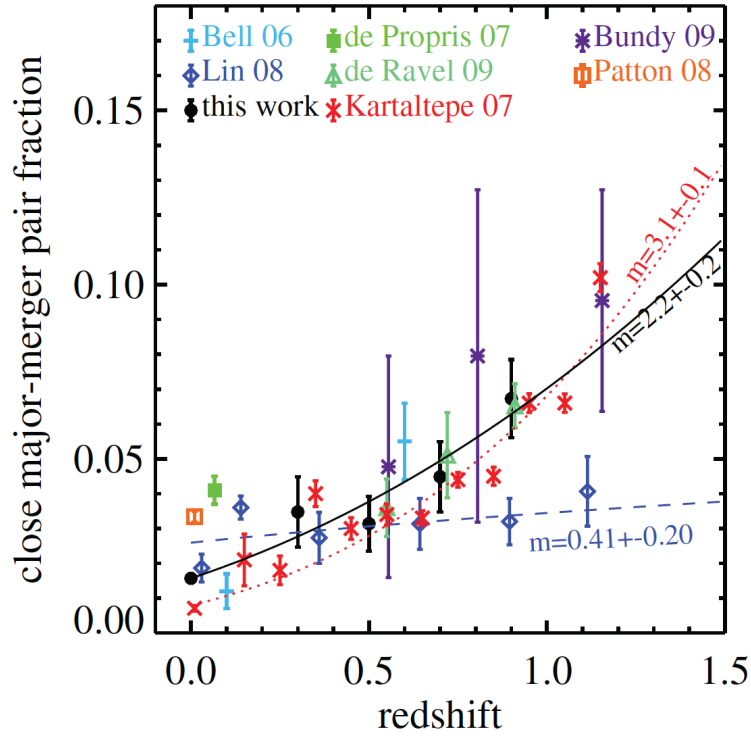 Bell 06
de Propris 07
Bundy 09
Lin 08
de Ravel 09
Patton 08
this work
Kartaltepe 07
0.15
0.10
0.05
0.00
close major-merger pair fraction
m=3.1+-0.1
m=2.2+-0.2
m=0.41+-0.20
0.0
0.5
1.0
1.5
redshift